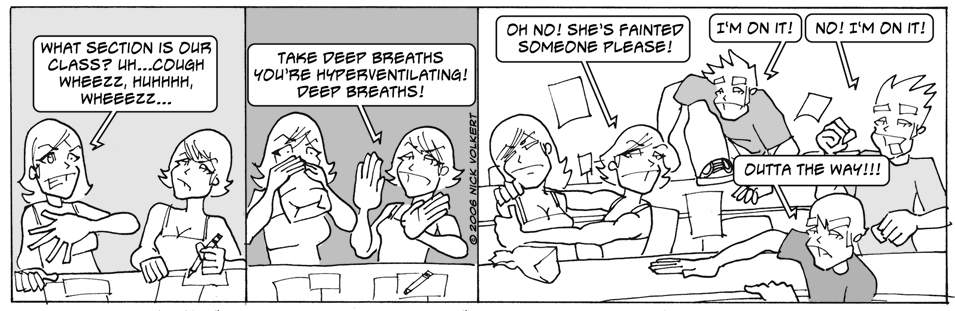 WHAT SECTION IS OUR
CLASS? UH...COUGH
WHEEZZ, HUHHHH,
WHEEEZZ...
TAKE DEEP BREATHS
YOU'RE HYPERVENTILATING!
DEEP BREATHS!
© 2006 NICK VOLKERT
OH NO! SHE'S FAINTED
SOMEONE PLEASE!
I'M ON IT!
NO! I'M ON IT!
OUTTA THE WAY!!!